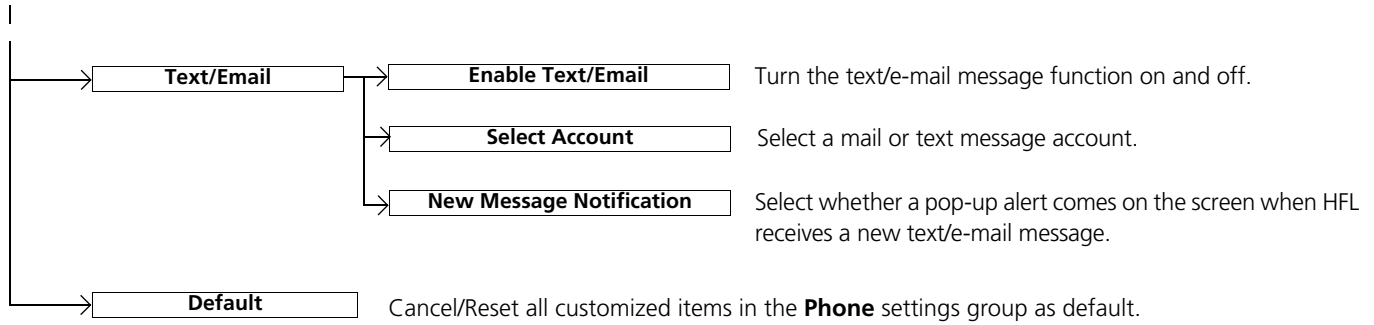 Text/Email
Enable Text/Email
Turn the text/e-mail message function on and off.
Select Account
Select a mail or text message account.
New Message Notification
Select whether a pop-up alert comes on the screen when HFL
receives a new text/e-mail message.
Default
Cancel/Reset all customized items in the Phone settings group as default.